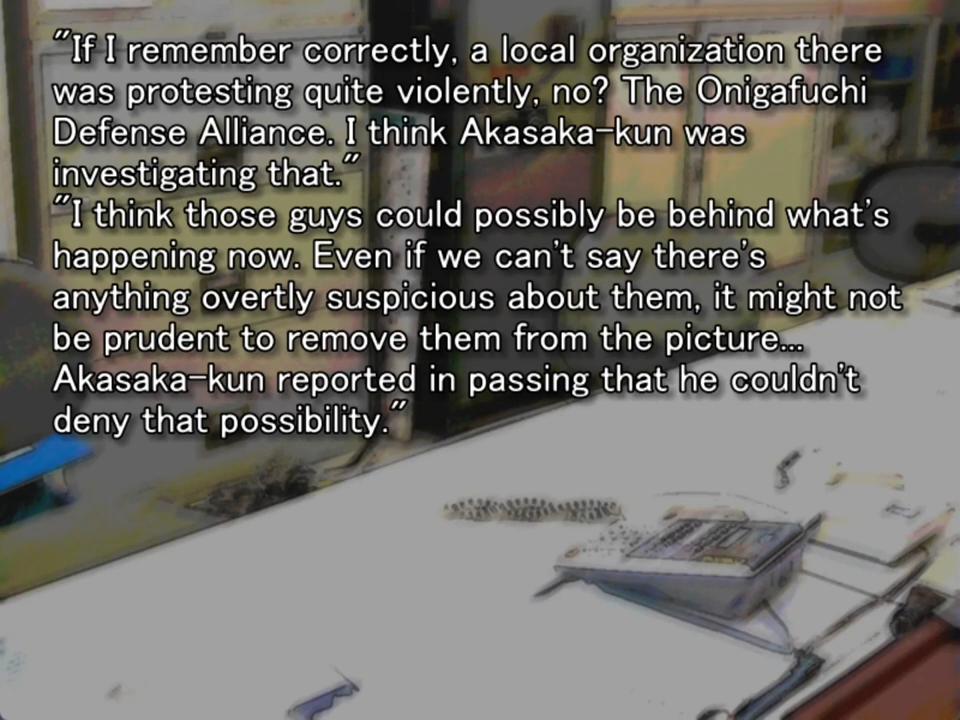 "If I remember correctly, a local organization there
was protesting quite violently, no? The Onigafuchi
Defense Alliance. I think Akasaka-kun was
investigating that."
"I think those guys could possibly be behind what's
happening now. Even if we can't say there's
anything overtly suspicious about them, it might not
be prudent to remove them from the picture...
Akasaka-kun reported in passing that he couldn't
deny that possibility."